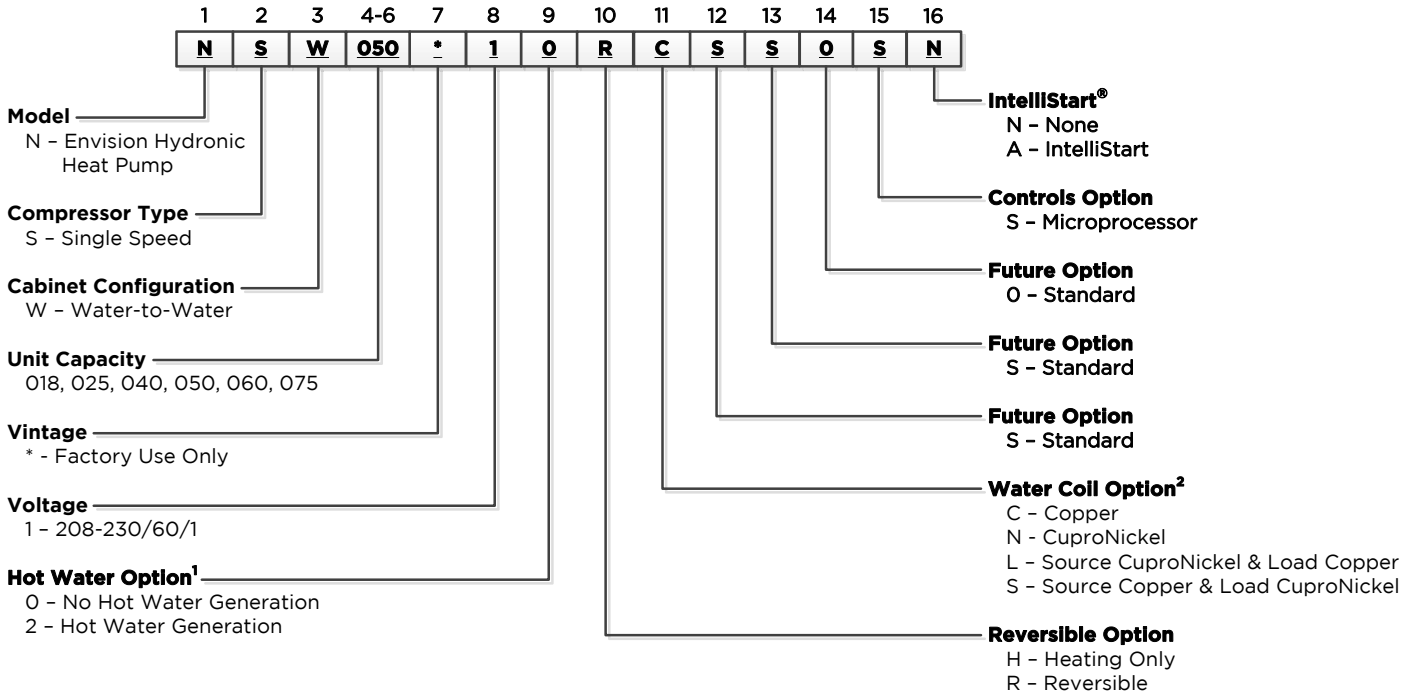 1 2 3 4-6 7 8 9 10 11 12 13 14 15 16
N S W 050 * 1 0 R C S S 0 S N
Model
N – Envision Hydronic
Heat Pump
Compressor Type
S – Single Speed
Cabinet Configuration
W – Water-to-Water
Unit Capacity
018, 025, 040, 050, 060, 075
Vintage
* - Factory Use Only
Voltage
1 – 208-230/60/1
Hot Water Option¹
0 – No Hot Water Generation
2 – Hot Water Generation
IntelliStart®
N – None
A – IntelliStart
Controls Option
S – Microprocessor
Future Option
0 – Standard
Future Option
S – Standard
Future Option
S – Standard
Water Coil Option²
C – Copper
N - CuproNickel
L – Source CuproNickel & Load Copper
S – Source Copper & Load CuproNickel
Reversible Option
H – Heating Only
R – Reversible